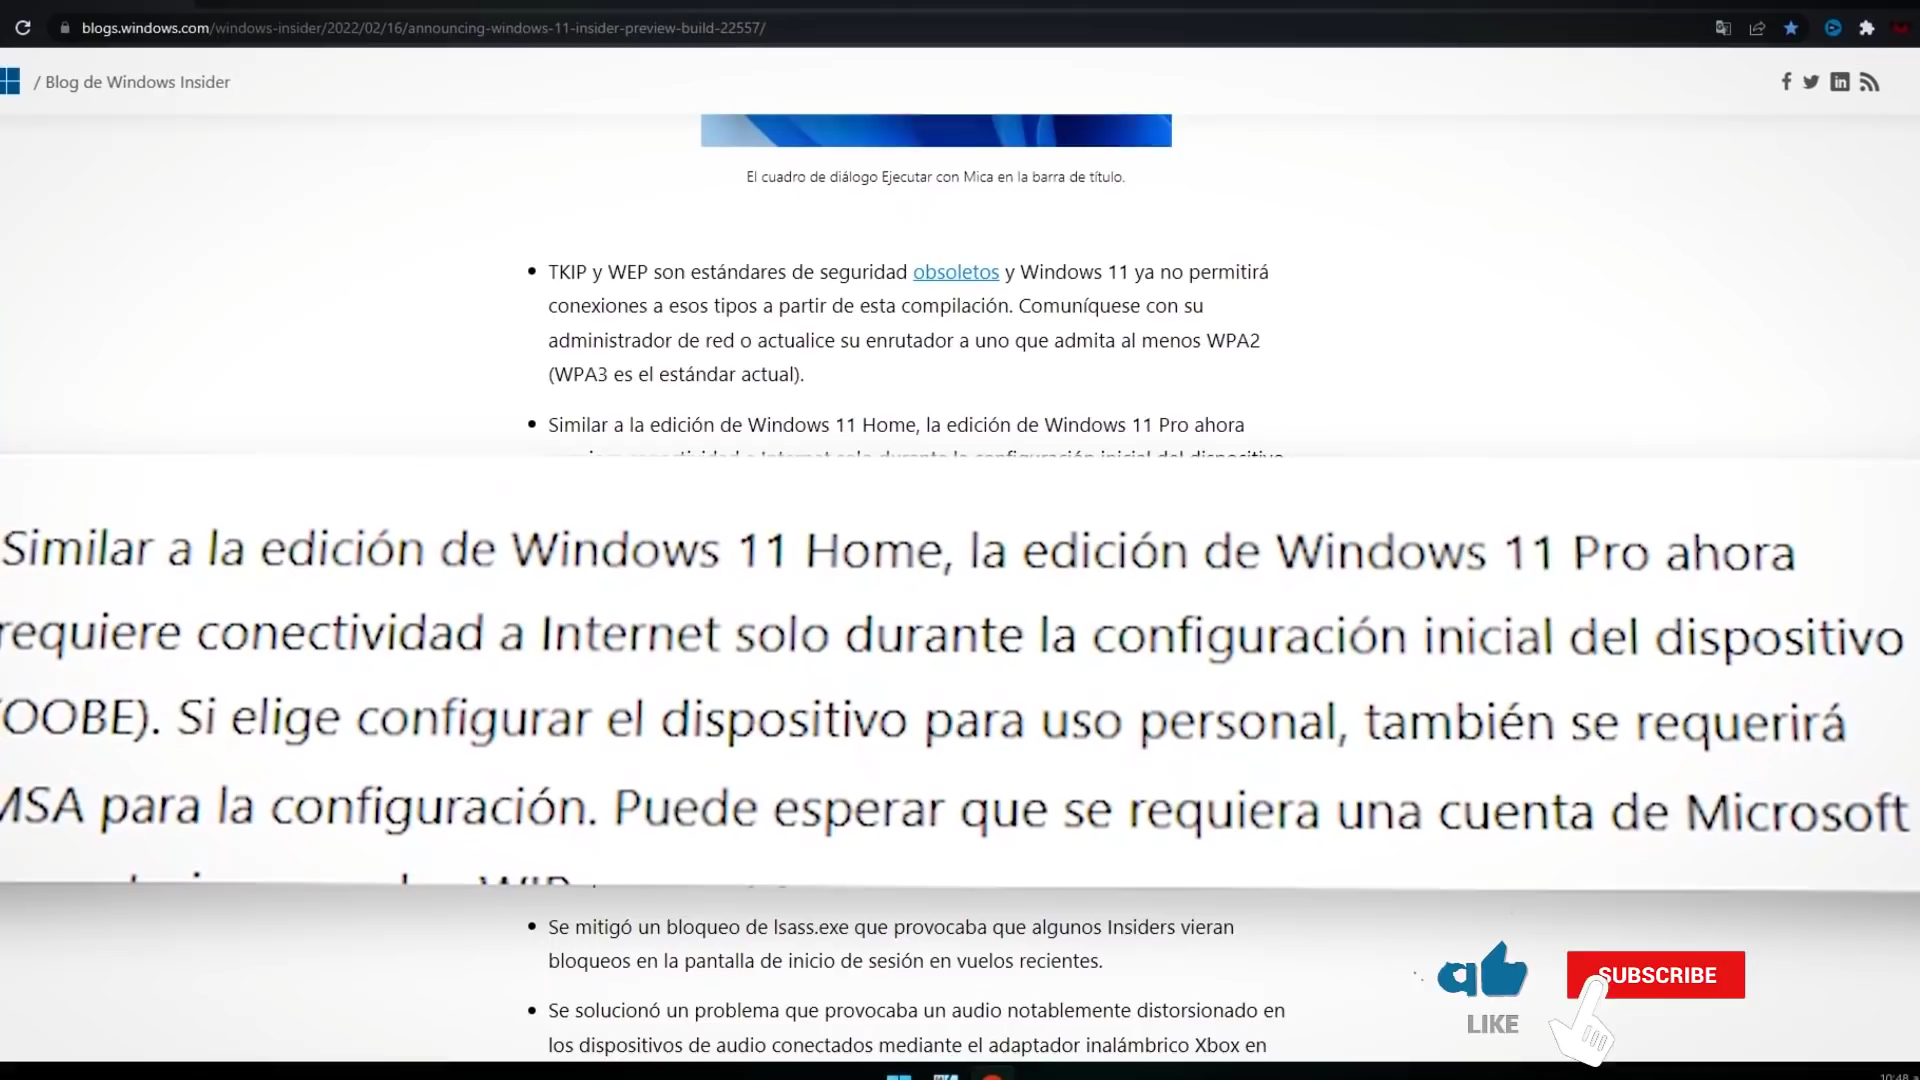 blogs.windows.com/windows-insider/2022/02/16/announcing-windows-11-insider-preview-build-22557/
/ Blog de Windows Insider
El cuadro de diálogo Ejecutar con Mica en la barra de título.
• TKIP y WEP son estándares de seguridad obsoletos y Windows 11 ya no permitirá
conexiones a esos tipos a partir de esta compilación. Comuníquese con su
administrador de red o actualice su enrutador a uno que admita al menos WPA2
(WPA3 es el estándar actual).
• Similar a la edición de Windows 11 Home, la edición de Windows 11 Pro ahora
Similar a la edición de Windows 11 Home, la edición de Windows 11 Pro ahora
requiere conectividad a Internet solo durante la configuración inicial del dispositivo
(OOBE). Si elige configurar el dispositivo para uso personal, también se requerirá
MSA para la configuración. Puede esperar que se requiera una cuenta de Microsoft
• Se mitigó un bloqueo de lsass.exe que provocaba que algunos Insiders vieran
bloqueos en la pantalla de inicio de sesión en vuelos recientes.
• Se solucionó un problema que provocaba un audio notablemente distorsionado en
los dispositivos de audio conectados mediante el adaptador inalámbrico Xbox en
LIKE
SUBSCRIBE